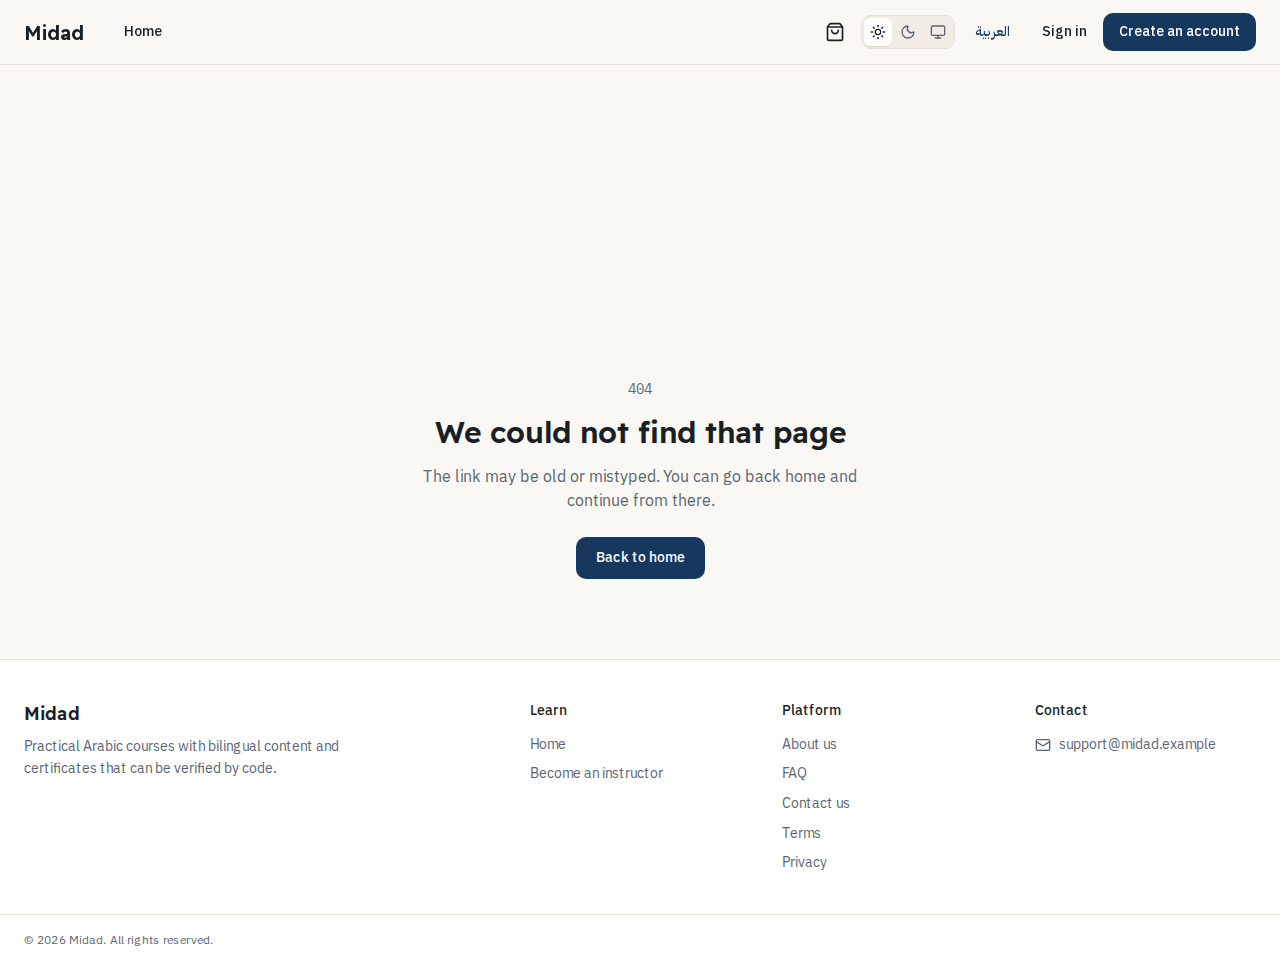 Midad
Home
العربية
Sign in
Create an account
404
We could not find that page
The link may be old or mistyped. You can go back home and
continue from there.
Back to home
Midad
Practical Arabic courses with bilingual content and
certificates that can be verified by code.
Learn
Home
Become an instructor
Platform
About us
FAQ
Contact us
Terms
Privacy
Contact
support@midad.example
© 2026 Midad. All rights reserved.